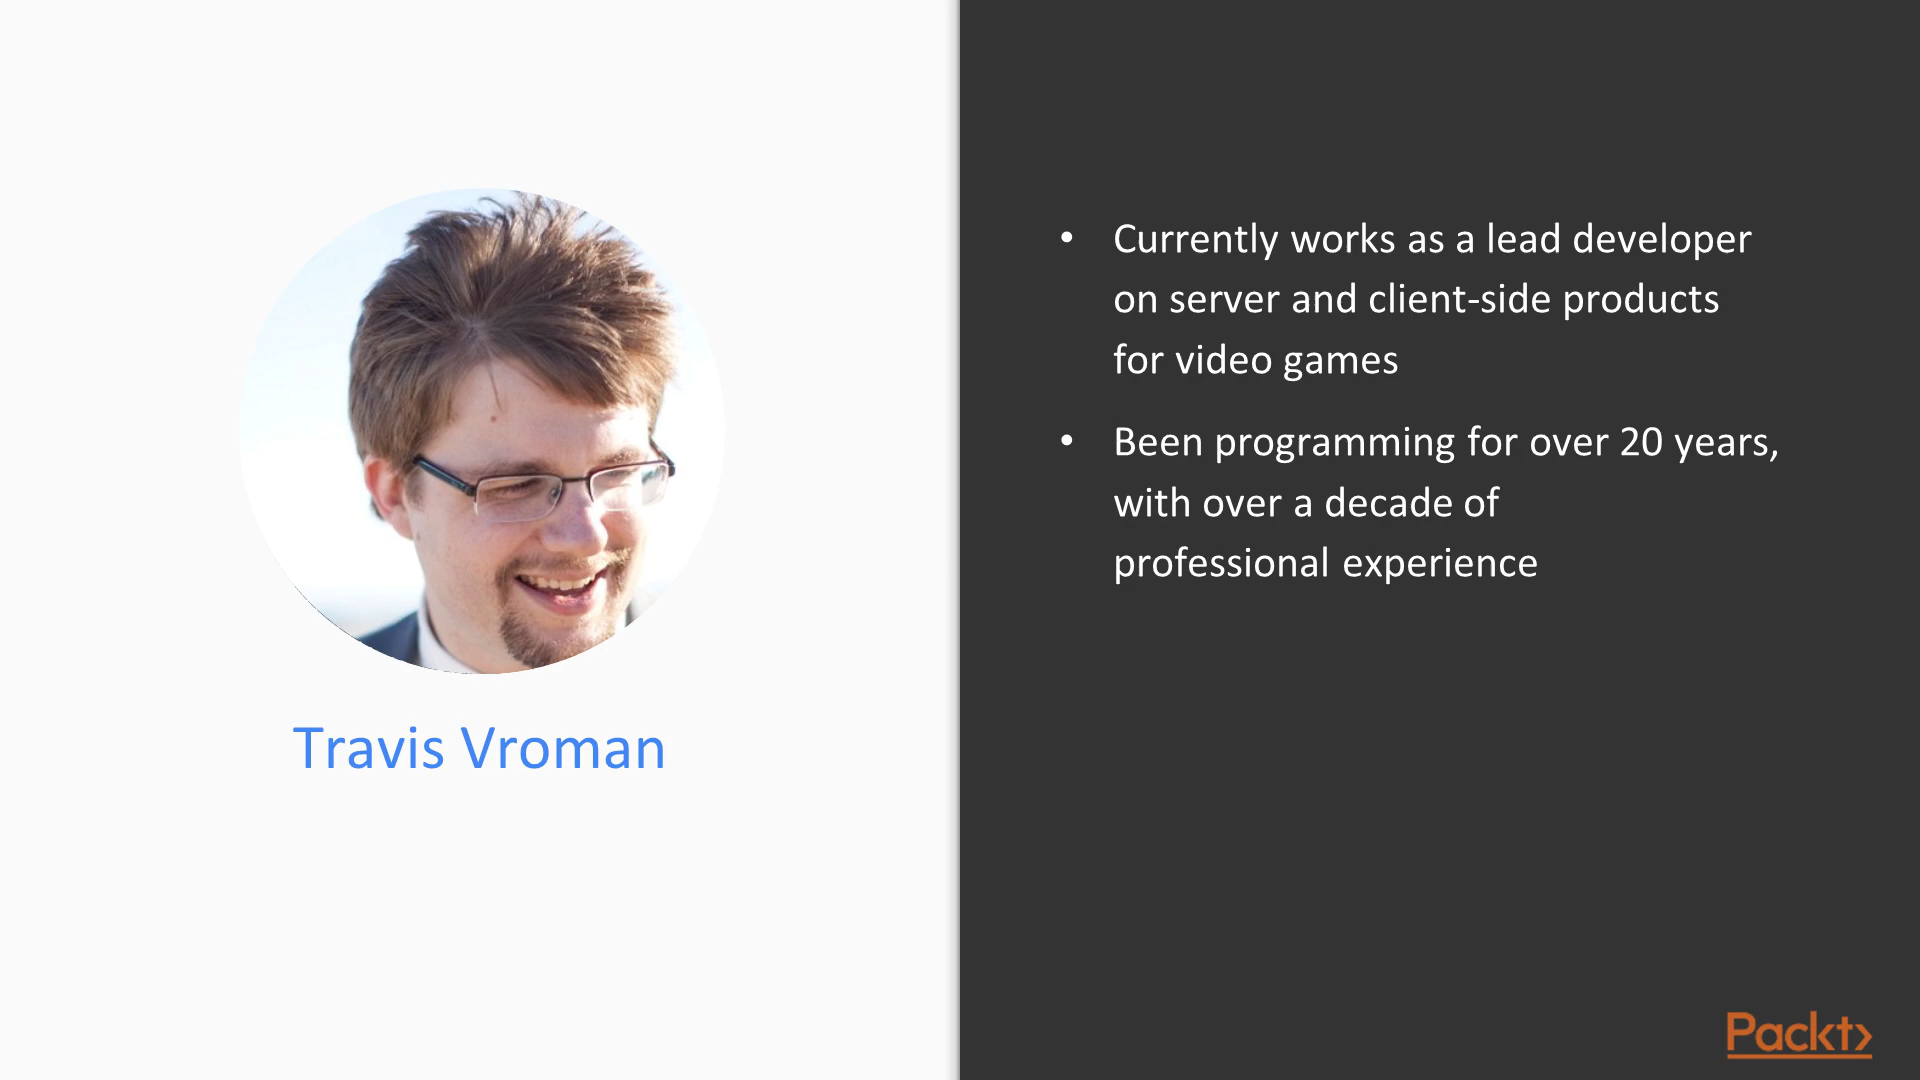 Travis Vroman
• Currently works as a lead developer
on server and client-side products
for video games
• Been programming for over 20 years,
with over a decade of
professional experience
Packt>